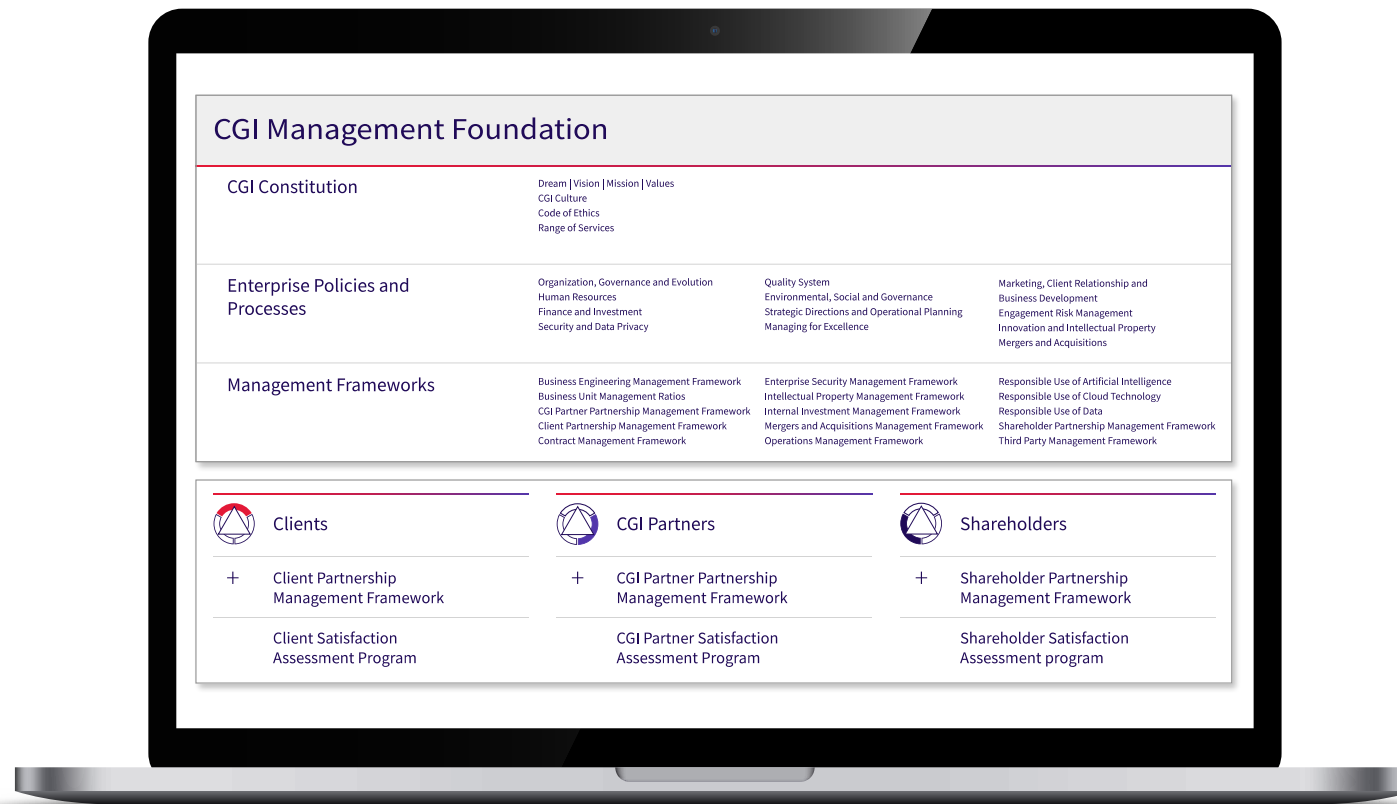 CGI Management Foundation
CGI Constitution
Dream | Vision | Mission | Values
CGI Culture
Code of Ethics
Range of Services
Enterprise Policies and
Processes
Organization, Governance and Evolution
Human Resources
Finance and Investment
Security and Data Privacy
Quality System
Environmental, Social and Governance
Strategic Directions and Operational Planning
Managing for Excellence
Marketing, Client Relationship and
Business Development
Engagement Risk Management
Innovation and Intellectual Property
Mergers and Acquisitions
Management Frameworks
Business Engineering Management Framework
Business Unit Management Ratios
CGI Partner Partnership Management Framework
Client Partnership Management Framework
Contract Management Framework
Enterprise Security Management Framework
Intellectual Property Management Framework
Internal Investment Management Framework
Mergers and Acquisitions Management Framework
Operations Management Framework
Responsible Use of Artificial Intelligence
Responsible Use of Cloud Technology
Responsible Use of Data
Shareholder Partnership Management Framework
Third Party Management Framework
Clients
+ Client Partnership
Management Framework
Client Satisfaction
Assessment Program
CGI Partners
+ CGI Partner Partnership
Management Framework
CGI Partner Satisfaction
Assessment Program
Shareholders
+ Shareholder Partnership
Management Framework
Shareholder Satisfaction
Assessment program